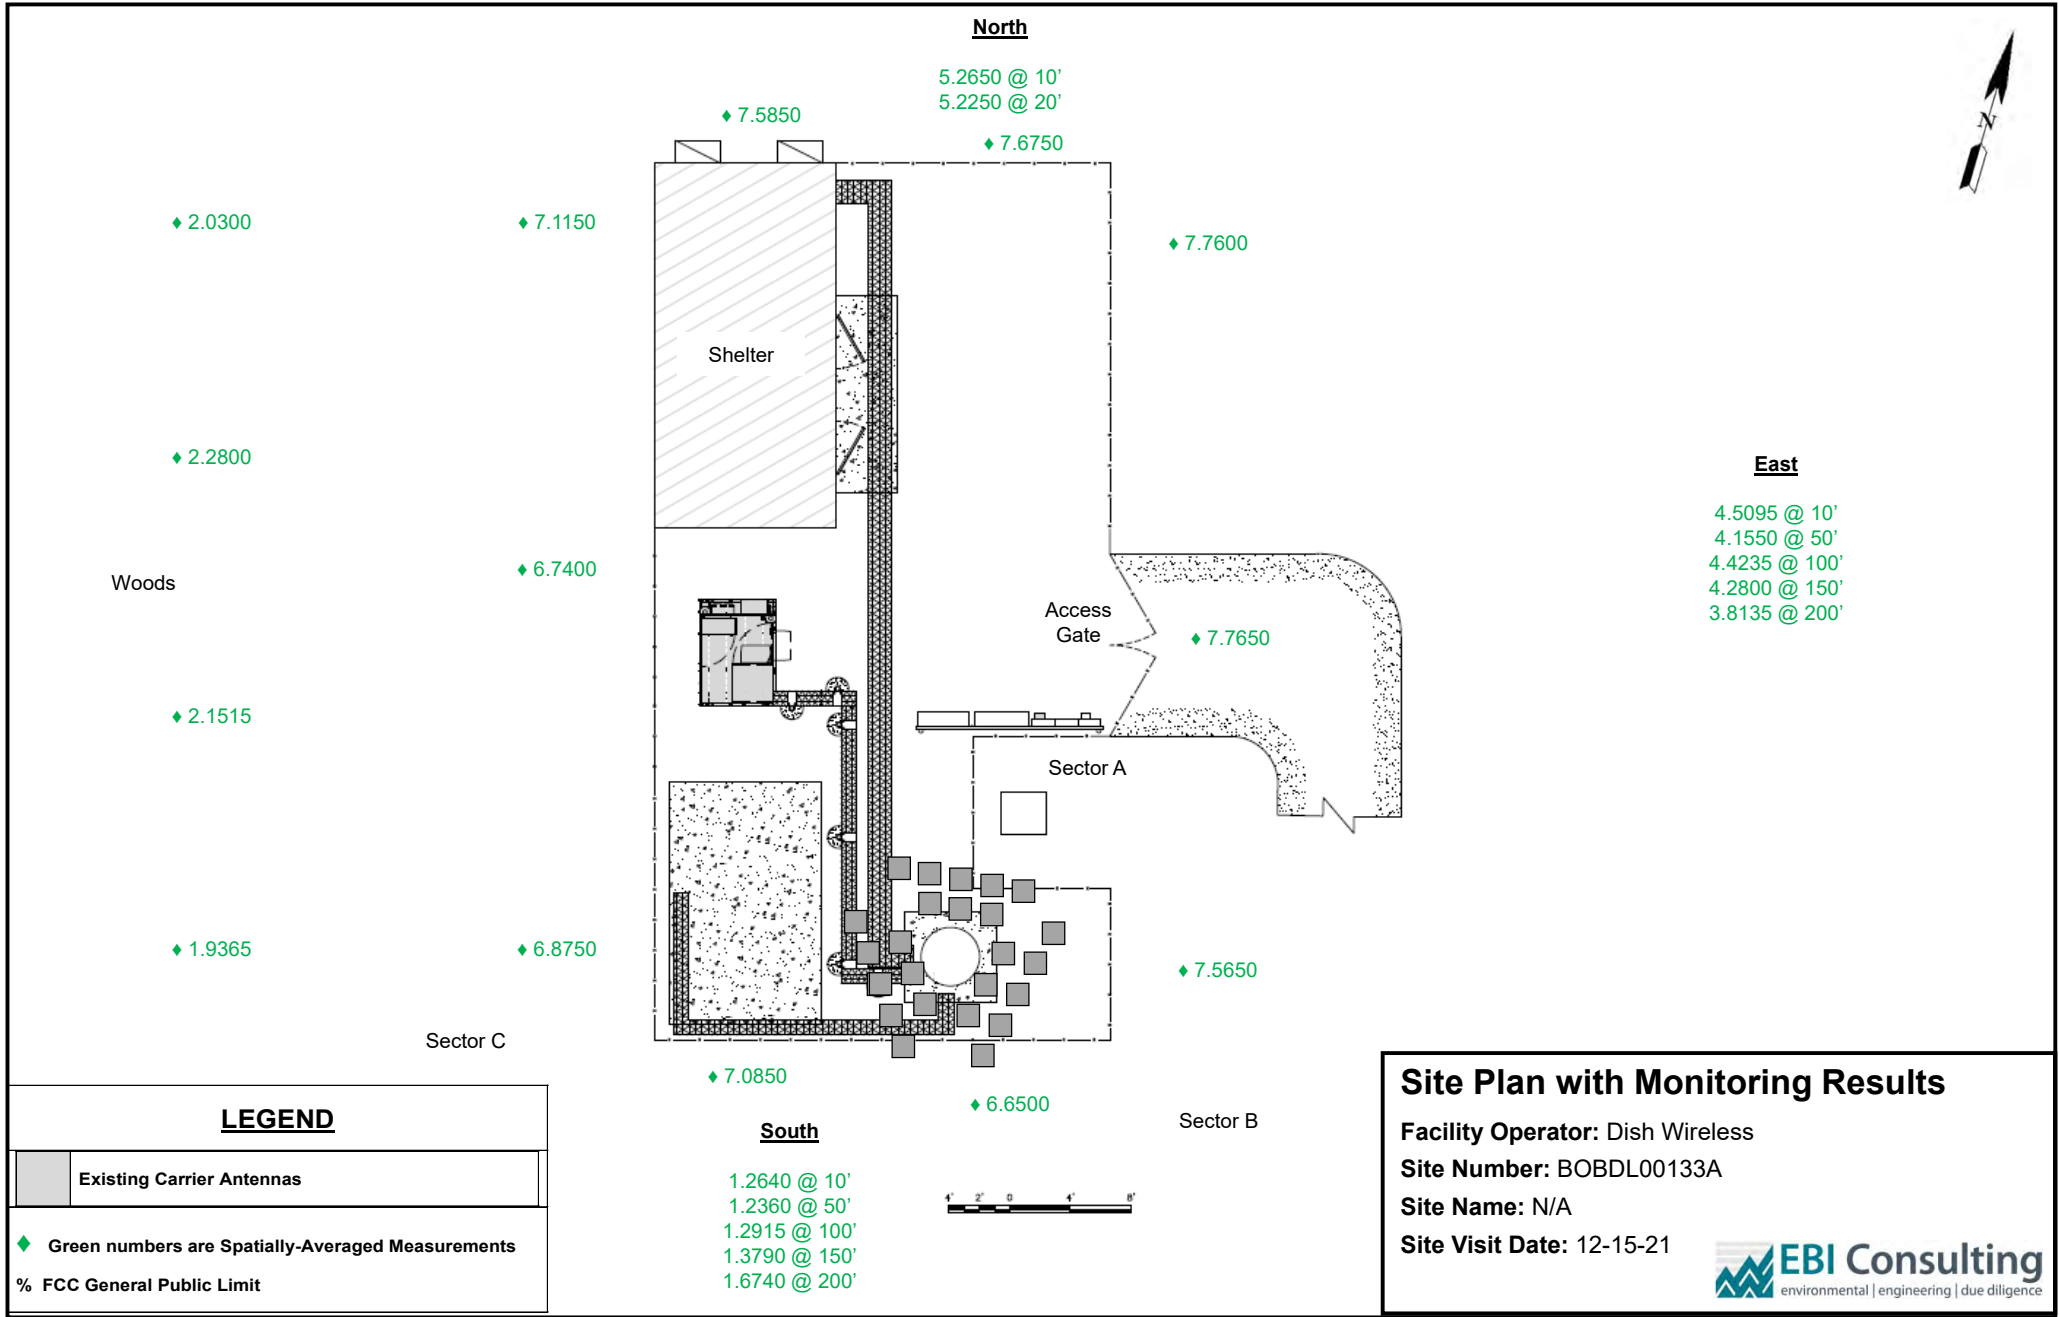 North
5.2650 @ 10’
5.2250 @ 20’
♦ 7.5850
♦ 7.6750
N
♦ 2.0300
♦ 7.1150
♦ 7.7600
Shelter
♦ 2.2800
East
4.5095 @ 10’
4.1550 @ 50’
4.4235 @ 100’
4.2800 @ 150’
3.8135 @ 200’
Woods
♦ 6.7400
Access
Gate
♦ 7.7650
♦ 2.1515
Sector A
♦ 1.9365
♦ 6.8750
♦ 7.5650
Sector C
♦ 7.0850
♦ 6.6500
Sector B
South
1.2640 @ 10’
1.2360 @ 50’
1.2915 @ 100’
1.3790 @ 150’
1.6740 @ 200’
4' 2' 0 4' 8'
LEGEND
Existing Carrier Antennas
♦ Green numbers are Spatially-Averaged Measurements
% FCC General Public Limit
Site Plan with Monitoring Results
Facility Operator: Dish Wireless
Site Number: BOBDL00133A
Site Name: N/A
Site Visit Date: 12-15-21
EBI Consulting
environmental | engineering | due diligence